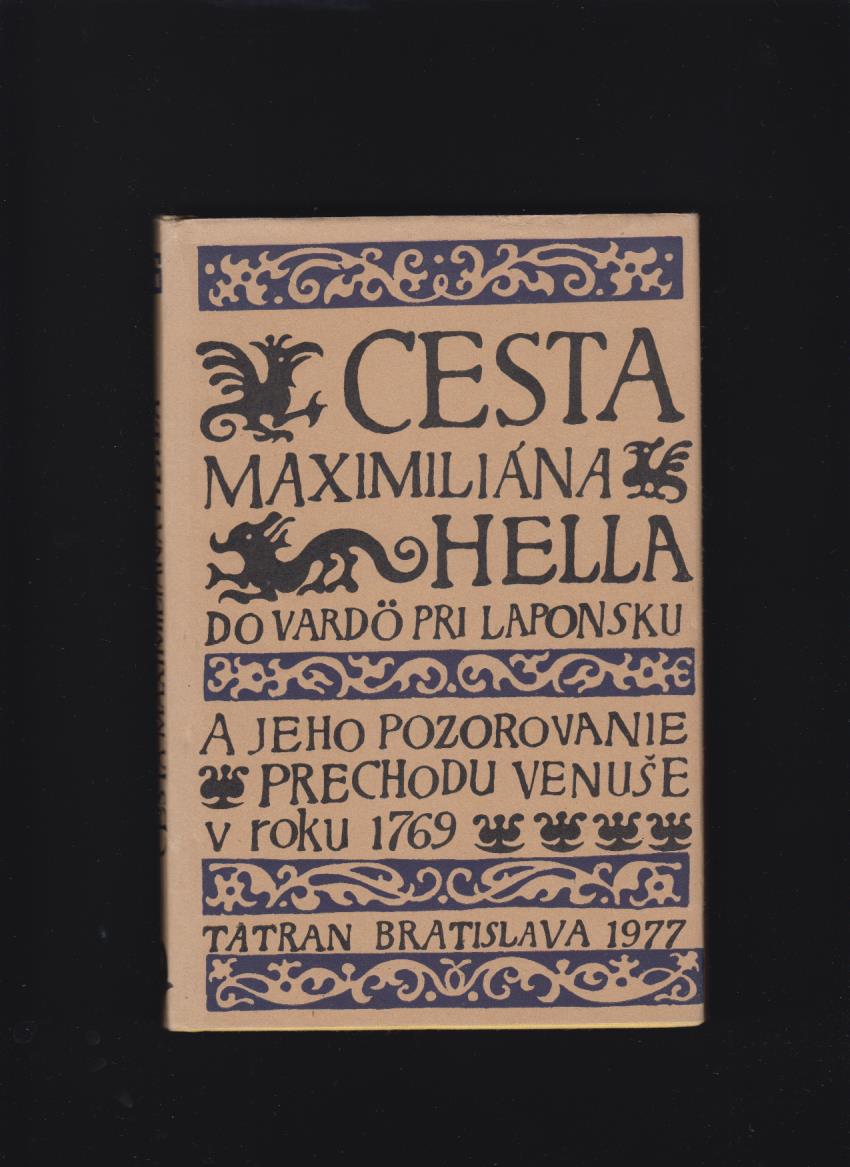 CESTA
MAXIMILIÁNA
HELLA
DO VARDÖ PRI LAPONSKU
A JEHO POZOROVANIE
PRECHODU VENUŠE
v roku 1769
TATRAN BRATISLAVA 1977